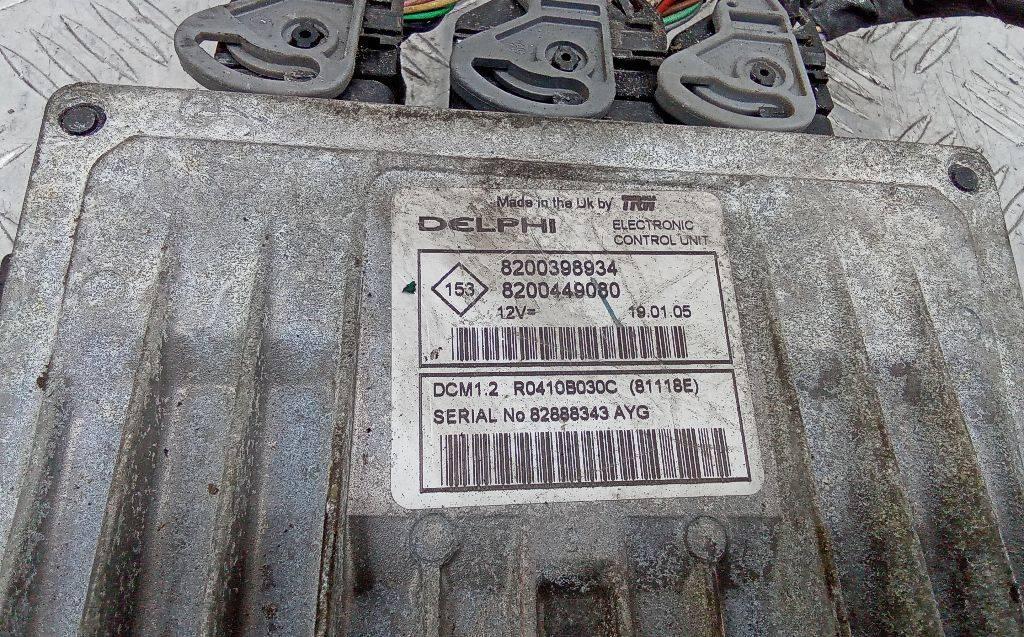 Made in the Uk by TRW
DELPHI
ELECTRONIC
CONTROL UNIT
8200398934
153
8200449080
12V=
19.01.05
DCM1.2 R0410B030C (81118E)
SERIAL No 82888343 AYG